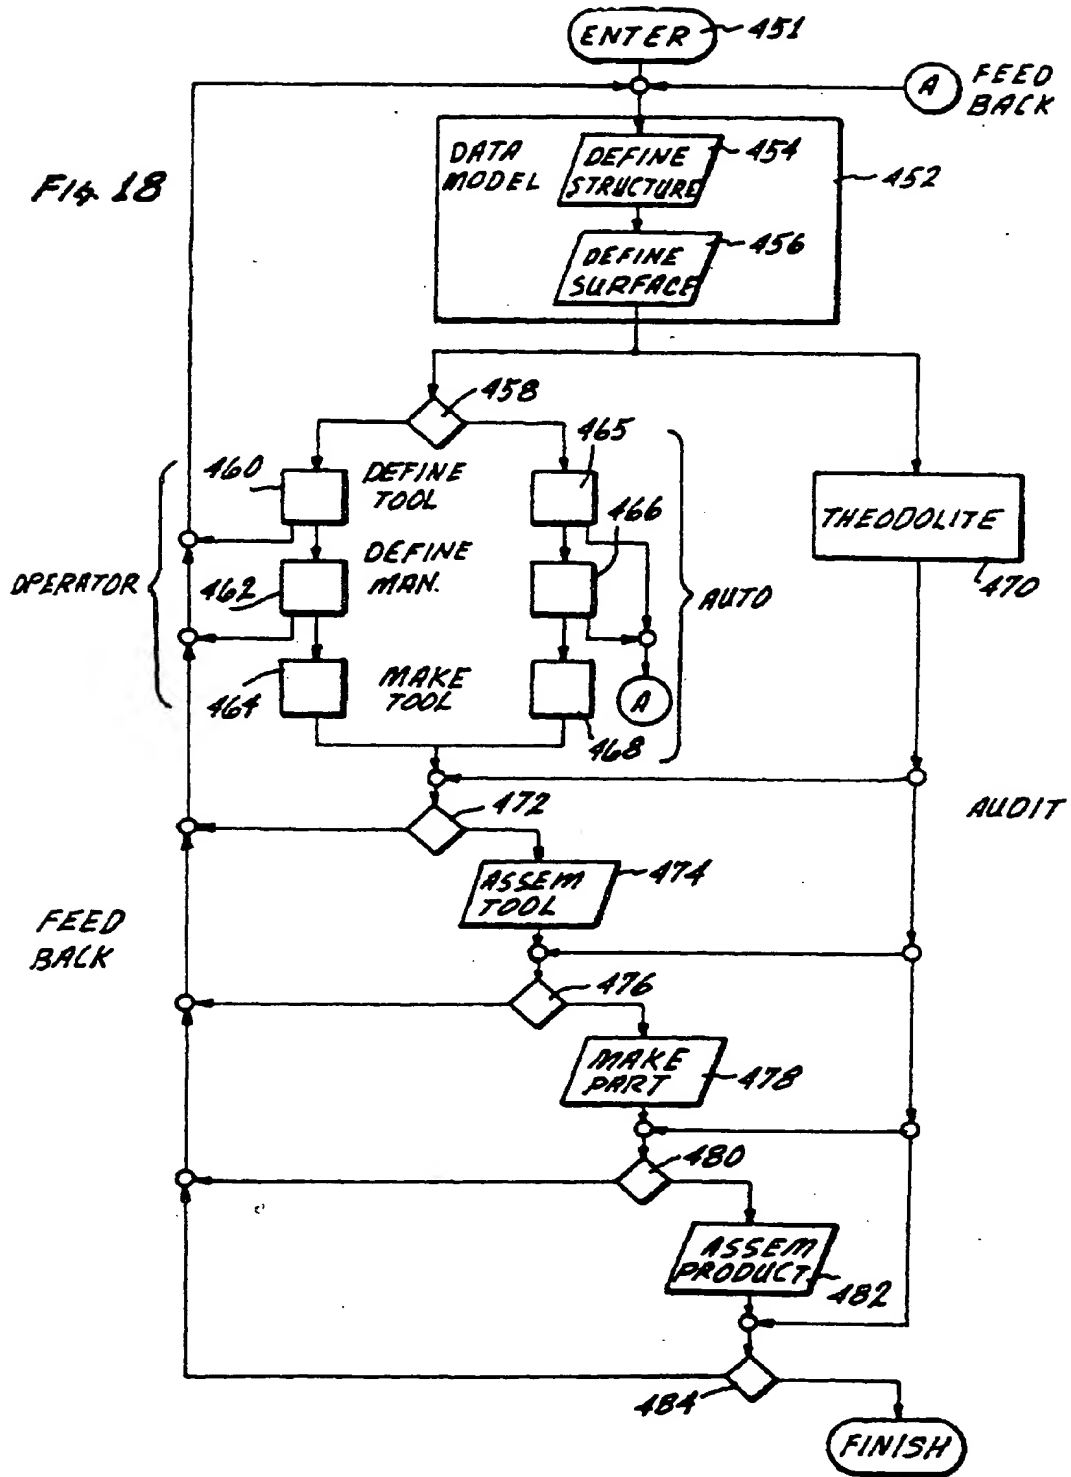 ENTER 451
A FEED
BACK
Fig. 18
DATA
MODEL
DEFINE
STRUCTURE
454
452
DEFINE
SURFACE
456
458
460
DEFINE
TOOL
465
466
THEODOLITE
470
OPERATOR
462
DEFINE
MAN.
AUTO
464
MAKE
TOOL
468
A
472
AUDIT
ASSEM
TOOL
474
FEED
BACK
476
MAKE
PART
478
480
ASSEM
PRODUCT
482
484
FINISH